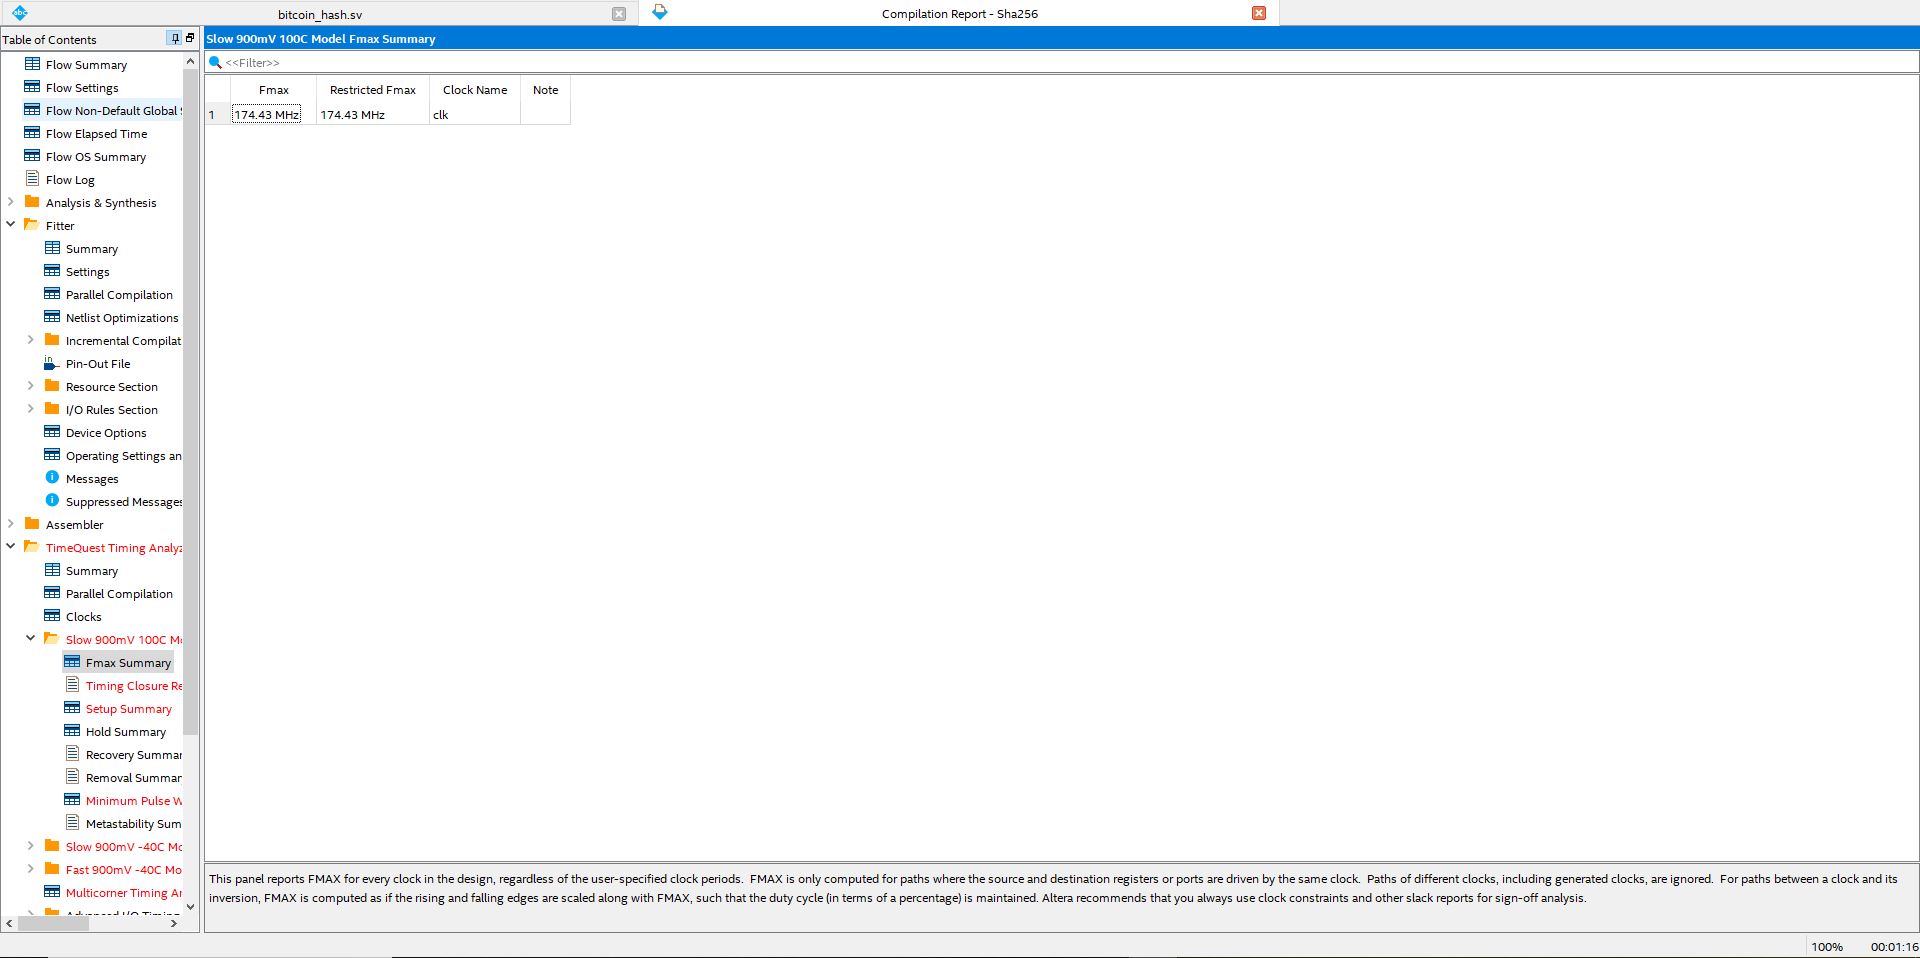 bitcoin_hash.sv
Compilation Report - Sha256
Table of Contents
Flow Summary
Flow Settings
Flow Non-Default Global S
Flow Elapsed Time
Flow OS Summary
Flow Log
Analysis & Synthesis
Fitter
Summary
Settings
Parallel Compilation
Netlist Optimizations
Incremental Compilat
Pin-Out File
Resource Section
I/O Rules Section
Device Options
Operating Settings an
Messages
Suppressed Messages
Assembler
TimeQuest Timing Analyz
Summary
Parallel Compilation
Clocks
Slow 900mV 100C Mo
Fmax Summary
Timing Closure Re
Setup Summary
Hold Summary
Recovery Summar
Removal Summar
Minimum Pulse W
Metastability Sum
Slow 900mV -40C Mo
Fast 900mV -40C Mo
Multicorner Timing Ar
Advanced I/O Timing
Slow 900mV 100C Model Fmax Summary
<<Filter>>
Fmax Restricted Fmax Clock Name Note
1 174.43 MHz 174.43 MHz clk
This panel reports FMAX for every clock in the design, regardless of the user-specified clock periods. FMAX is only computed for paths where the source and destination registers or ports are driven by the same clock. Paths of different clocks, including generated clocks, are ignored. For paths between a clock and its
inversion, FMAX is computed as if the rising and falling edges are scaled along with FMAX, such that the duty cycle (in terms of a percentage) is maintained. Altera recommends that you always use clock constraints and other slack reports for sign-off analysis.
100% 00:01:16